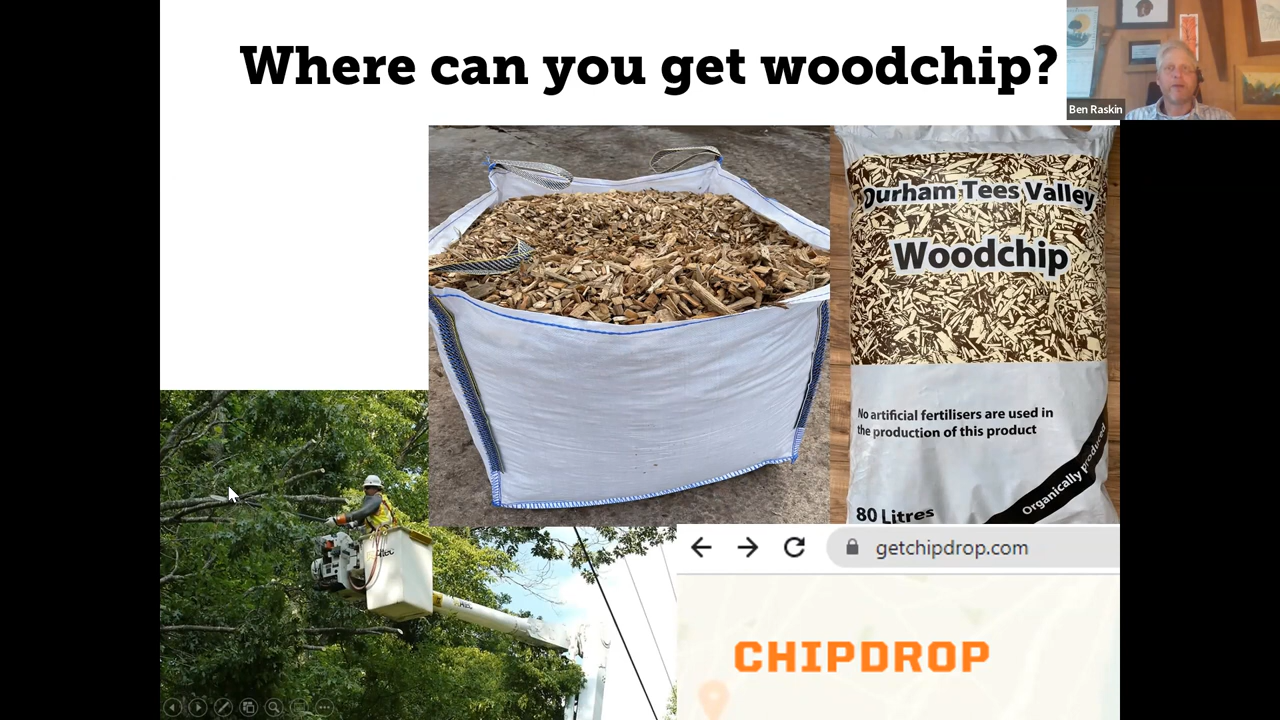 Where can you get woodchip?
Ben Raskin
Durham Tees Valley
Woodchip
No artificial fertilisers are used in
the production of this product
Organically produced
80 Litres
getchipdrop.com
CHIPDROP